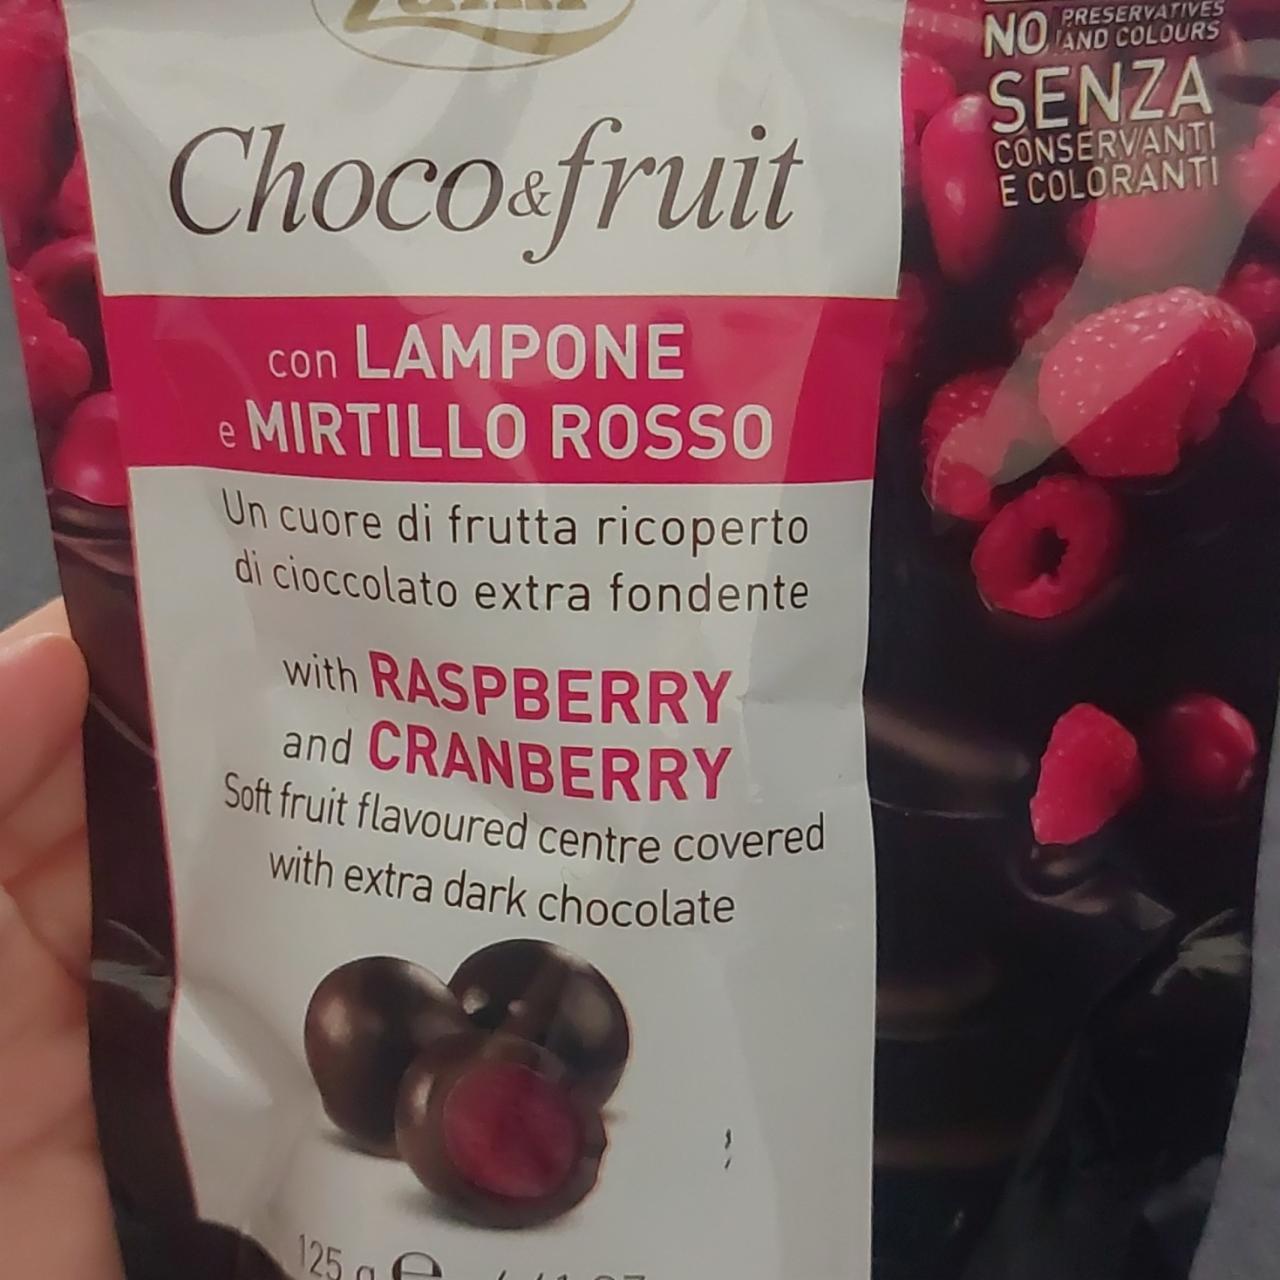 Choco&fruit
con LAMPONE
e MIRTILLO ROSSO
Un cuore di frutta ricoperto
di cioccolato extra fondente
with RASPBERRY
and CRANBERRY
Soft fruit flavoured centre covered
with extra dark chocolate
125 g e
NO PRESERVATIVES
AND COLOURS
SENZA
CONSERVANTI
E COLORANTI